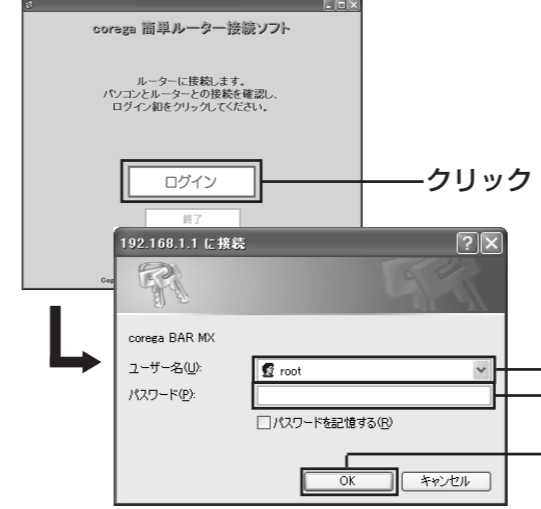 corega 簡単ルーター接続ソフト
ルーターに接続します。
パソコンとルーターとの接続を確認し、
ログイン釦をクリックしてください。
ログイン
クリック
終了
192.168.1.1 に接続
corega BAR MX
ユーザー名(U):
root
パスワード(P):
パスワードを記憶する(R)
OK
キャンセル